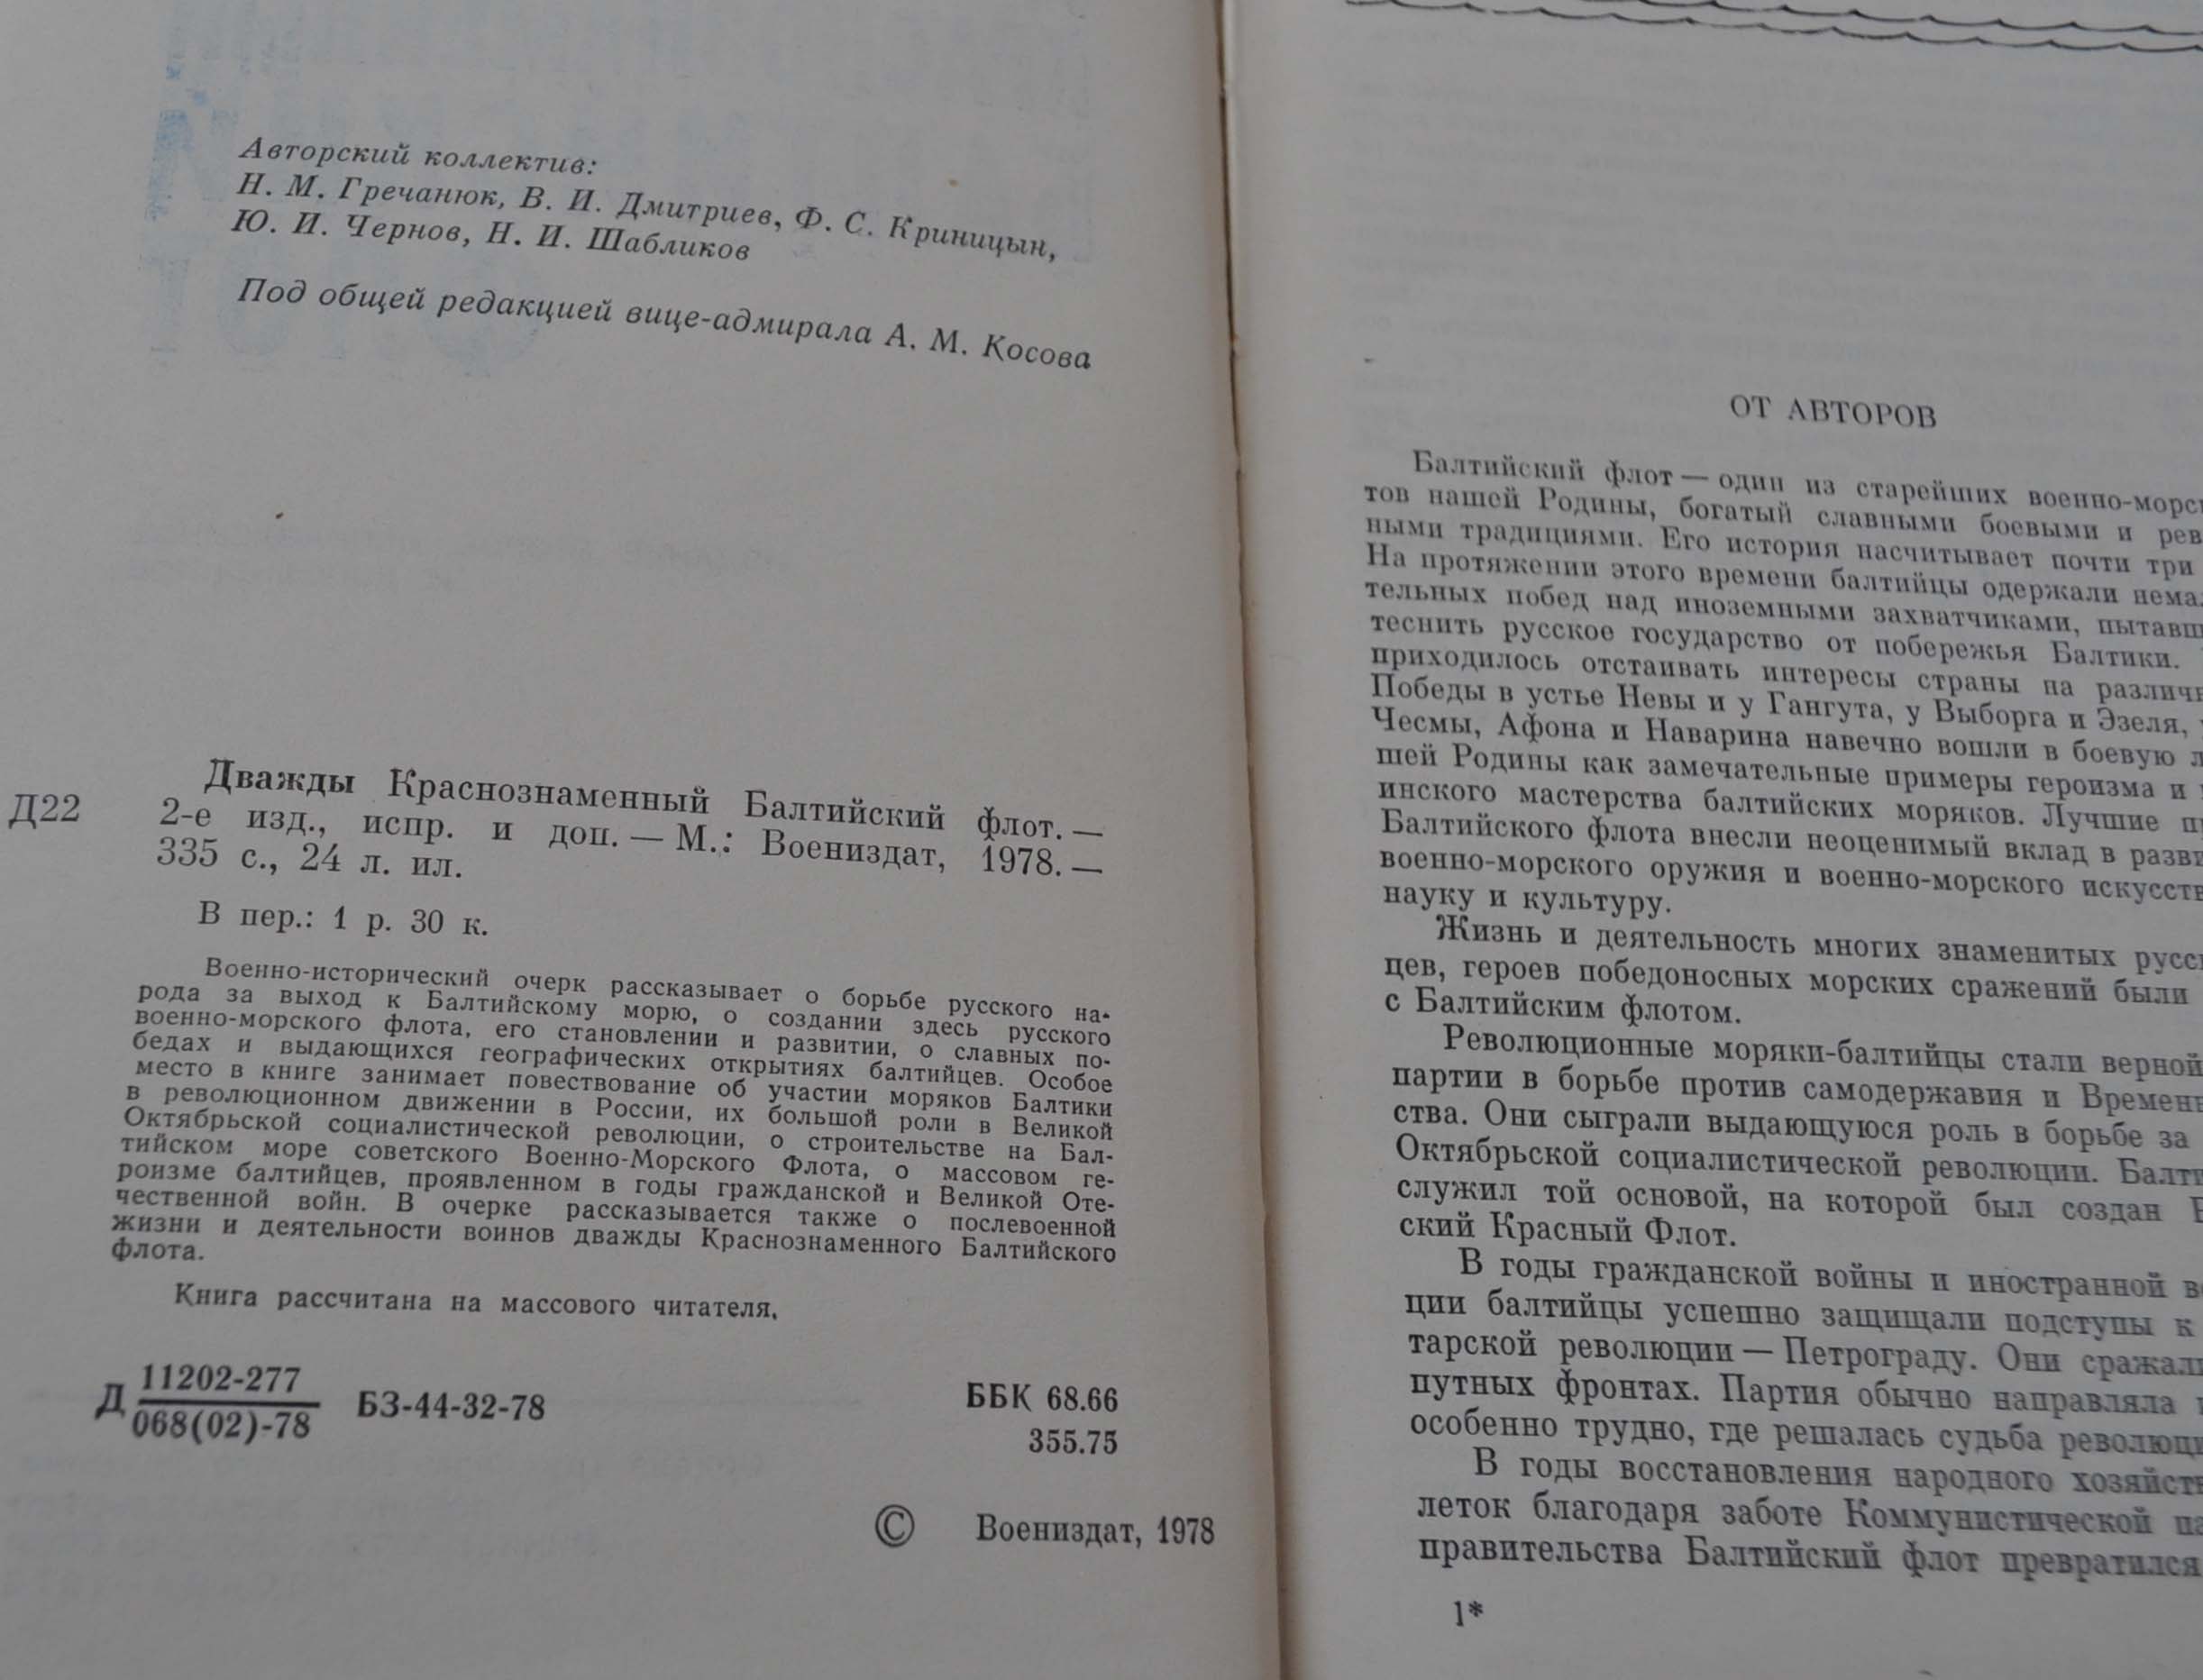 Авторский коллектив:
Н. М. Гречанюк, В. И. Дмитриев, Ф. С. Криницын,
Ю. И. Чернов, Н. И. Шабликов
Под общей редакцией вице-адмирала А. М. Косова
Дважды Краснознаменный Балтийский флот. —
Д22 2-е изд., испр. и доп. — М.: Воениздат, 1978. —
335 с., 24 л. ил.
В пер.: 1 р. 30 к.
Военно-исторический очерк рассказывает о борьбе русского на-
рода за выход к Балтийскому морю, о создании здесь русского
военно-морского флота, его становлении и развитии, о славных по-
бедах и выдающихся географических открытиях балтийцев. Особое
место в книге занимает повествование об участии моряков Балтики
в революционном движении в России, их большой роли в Великой
Октябрьской социалистической революции, о строительстве на Бал-
тийском море советского Военно-Морского Флота, о массовом ге-
роизме балтийцев, проявленном в годы гражданской и Великой Оте-
чественной войн. В очерке рассказывается также о послевоенной
жизни и деятельности воинов дважды Краснознаменного Балтийского
флота.
Книга рассчитана на массового читателя.
Д 11202-277
068(02)-78 БЗ-44-32-78
ББК 68.66
355.75
© Воениздат, 1978
ОТ АВТОРОВ
Балтийский флот — один из старейших военно-морс
тов нашей Родины, богатый славными боевыми и рев
ными традициями. Его история насчитывает почти три
На протяжении этого времени балтийцы одержали нема
тельных побед над иноземными захватчиками, пытавш
теснить русское государство от побережья Балтики.
приходилось отстаивать интересы страны на различ
Победы в устье Невы и у Гангута, у Выборга и Эзеля,
Чесмы, Афона и Наварина навечно вошли в боевую л
шей Родины как замечательные примеры героизма и
инского мастерства балтийских моряков. Лучшие п
Балтийского флота внесли неоценимый вклад в разви
военно-морского оружия и военно-морского искусств
науку и культуру.
Жизнь и деятельность многих знаменитых русс
цев, героев победоносных морских сражений были
с Балтийским флотом.
Революционные моряки-балтийцы стали верной
партии в борьбе против самодержавия и Времен
ства. Они сыграли выдающуюся роль в борьбе за
Октябрьской социалистической революции. Балт
служил той основой, на которой был создан
ский Красный Флот.
В годы гражданской войны и иностранной в
ции балтийцы успешно защищали подступы к
тарской революции — Петрограду. Они сражал
путных фронтах. Партия обычно направляла
особенно трудно, где решалась судьба революц
В годы восстановления народного хозяйст
леток благодаря заботе Коммунистической па
правительства Балтийский флот превратился
1*